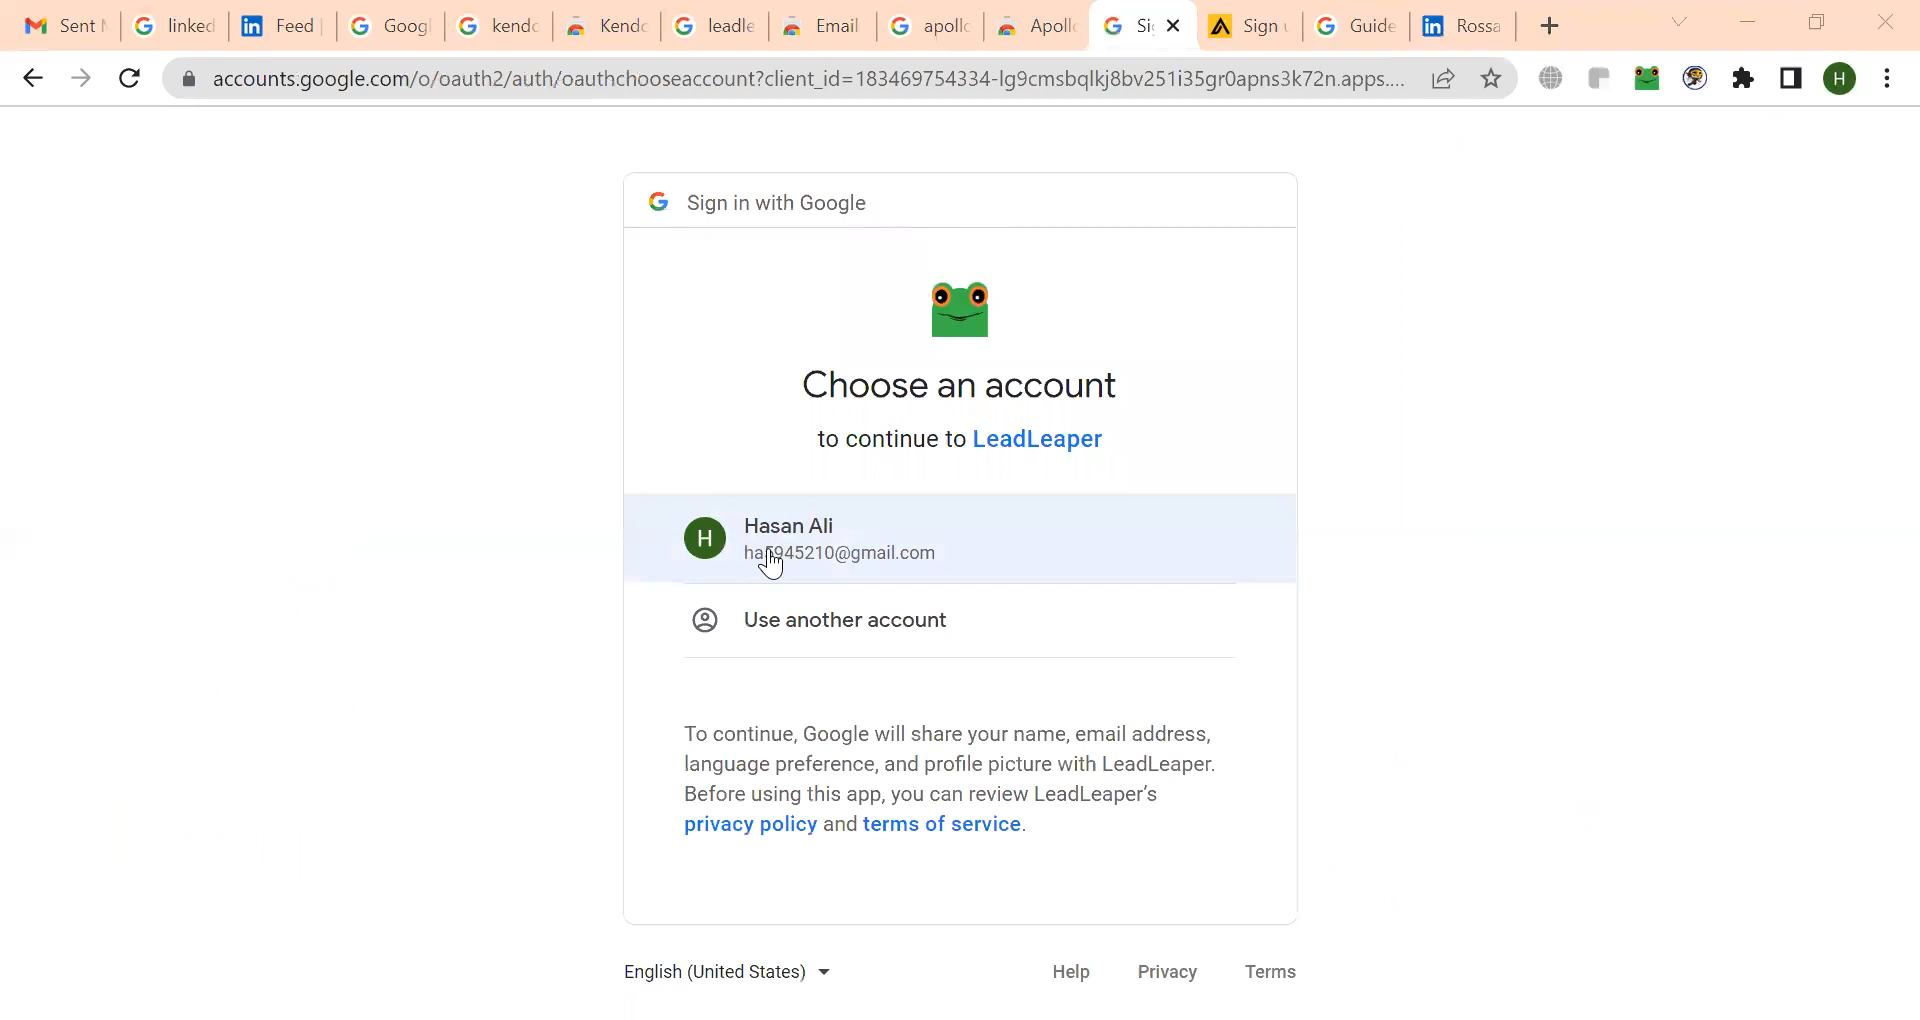 Sent
linked
Feed
Googl
kendo
Kendo
leadle
Email
apollo
Apollo
Sign u
Guide
Rossa
accounts.google.com/o/oauth2/auth/oauthchooseaccount?client_id=183469754334-lg9cmsbqlkj8bv251i35gr0apns3k72n.apps....
H
Sign in with Google
Choose an account
to continue to LeadLeaper
H
Hasan Ali
ha5945210@gmail.com
Use another account
To continue, Google will share your name, email address,
language preference, and profile picture with LeadLeaper.
Before using this app, you can review LeadLeaper's
privacy policy and terms of service.
English (United States)
Help
Privacy
Terms